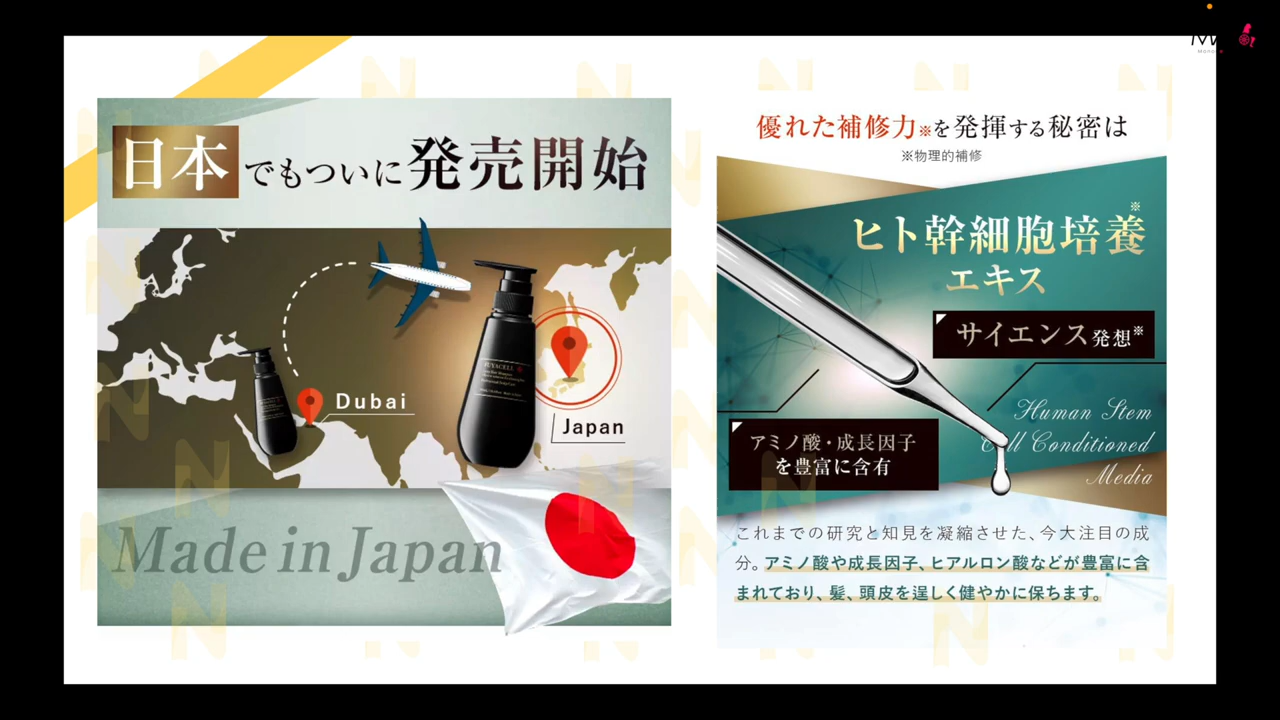 日本でもついに発売開始
Dubai
Japan
Made in Japan
優れた補修力※を発揮する秘密は
※物理的補修
ヒト幹細胞培養※
エキス
サイエンス発想※
アミノ酸・成長因子
を豊富に含有
Human Stem
Cell Conditioned
Media
これまでの研究と知見を凝縮させた、今大注目の成
分。アミノ酸や成長因子、ヒアルロン酸などが豊富に含
まれており、髪、頭皮を逞しく健やかに保ちます。